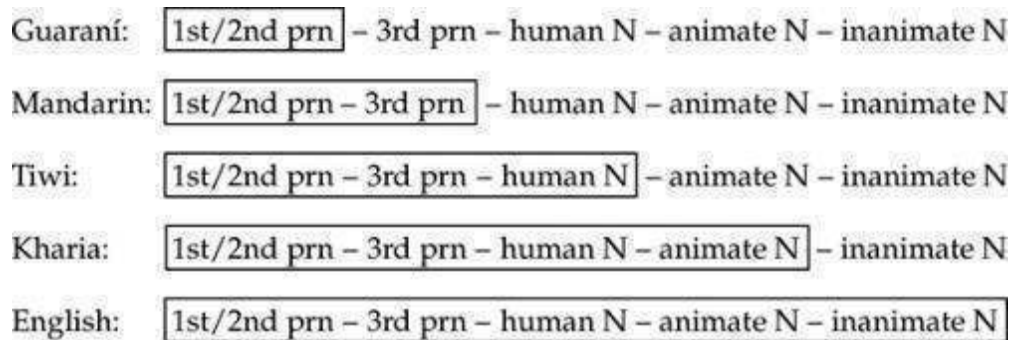 Guaraní: 1st/2nd prn – 3rd prn – human N – animate N – inanimate N
Mandarin: 1st/2nd prn – 3rd prn – human N – animate N – inanimate N
Tiwi: 1st/2nd prn – 3rd prn – human N – animate N – inanimate N
Kharia: 1st/2nd prn – 3rd prn – human N – animate N – inanimate N
English: 1st/2nd prn – 3rd prn – human N – animate N – inanimate N